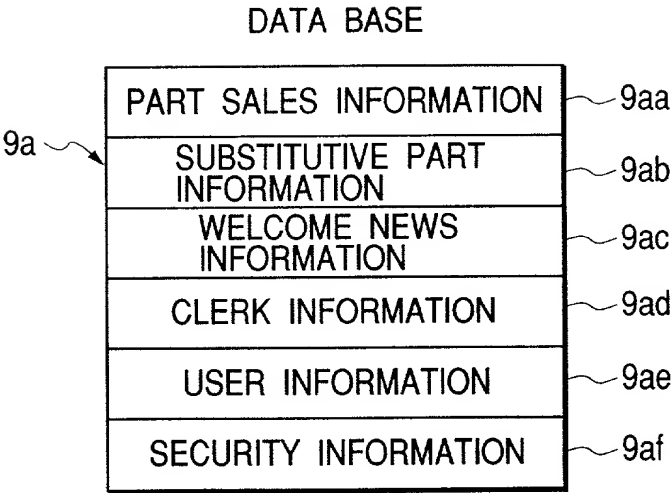 DATA BASE
PART SALES INFORMATION
9aa
9a
SUBSTITUTIVE PART
INFORMATION
9ab
WELCOME NEWS
INFORMATION
9ac
CLERK INFORMATION
9ad
USER INFORMATION
9ae
SECURITY INFORMATION
9af